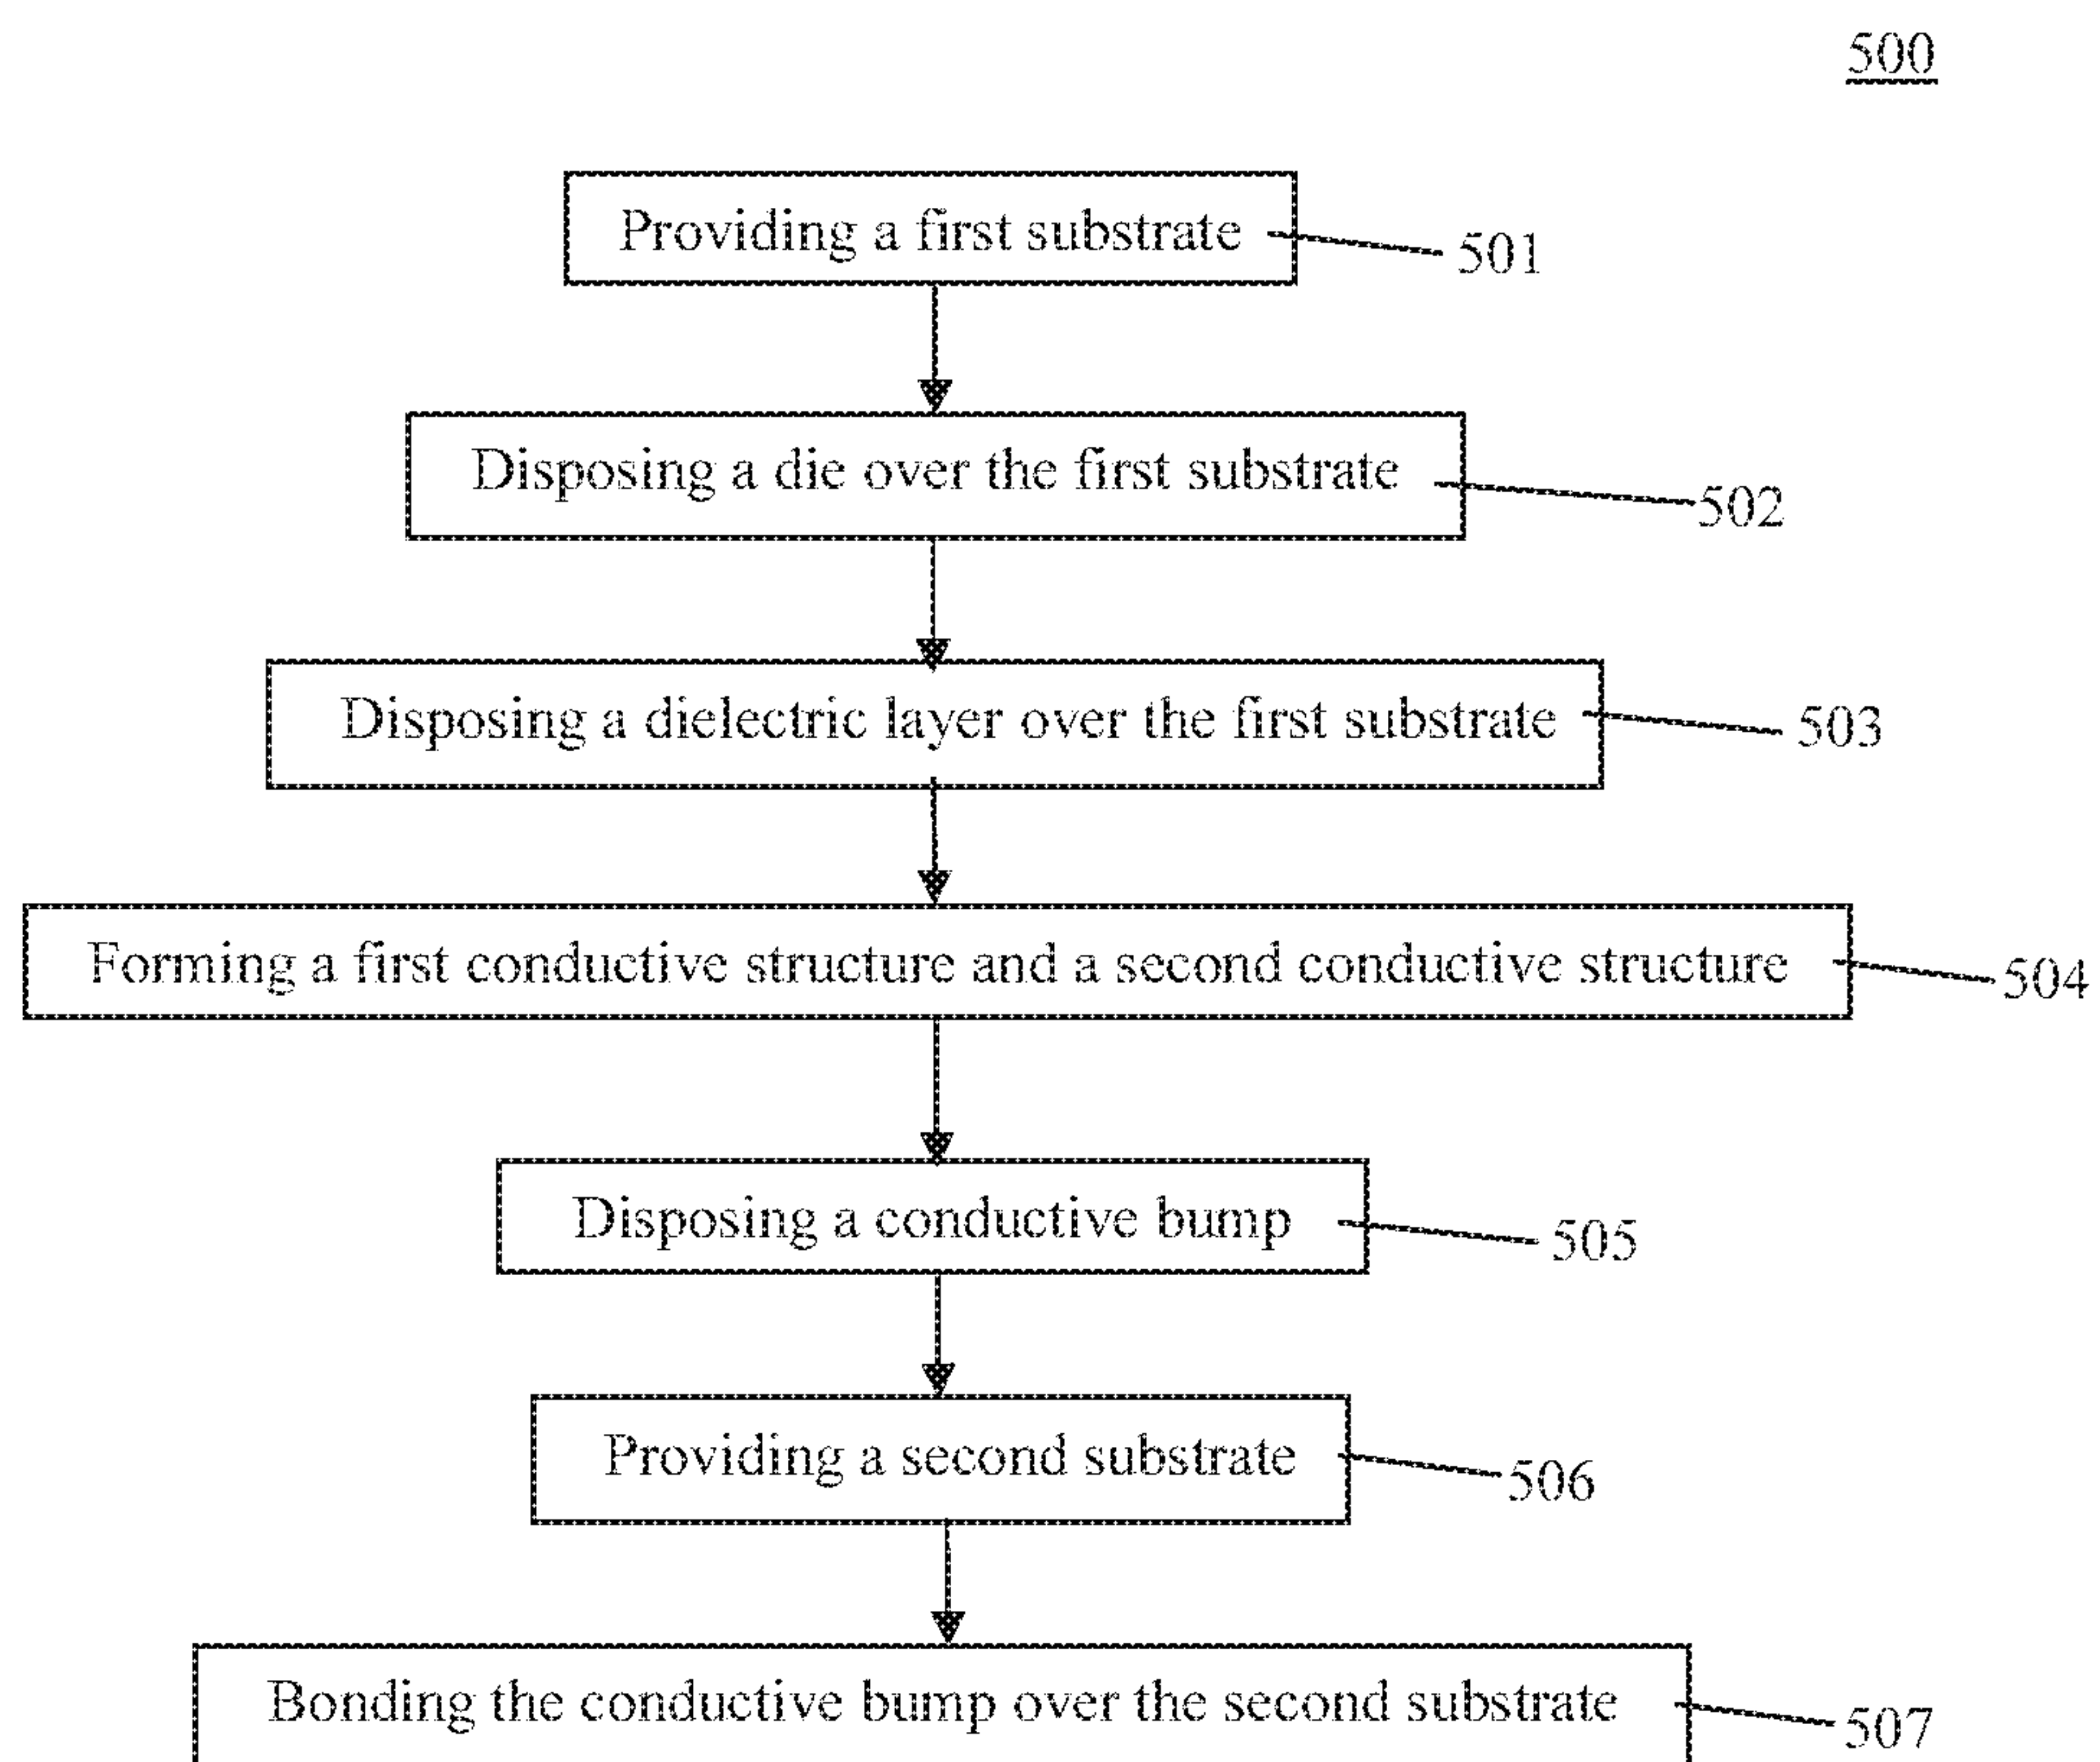 500
Providing a first substrate
501
Disposing a die over the first substrate
502
Disposing a dielectric layer over the first substrate
503
Forming a first conductive structure and a second conductive structure
504
Disposing a conductive bump
505
Providing a second substrate
506
Bonding the conductive bump over the second substrate
507